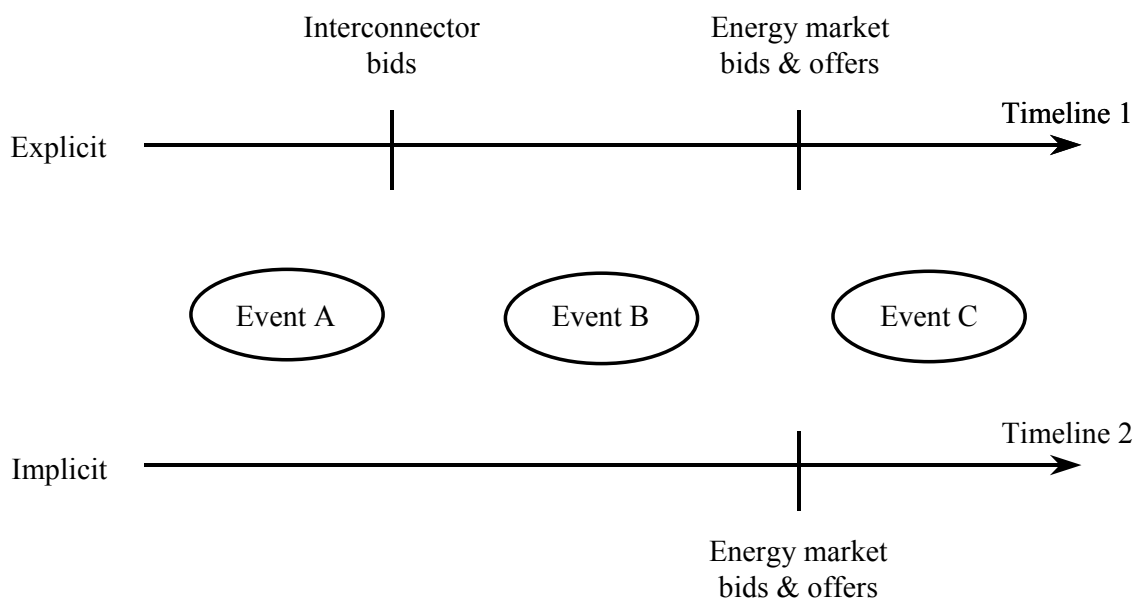 Interconnector
bids
Energy market
bids & offers
Timeline 1
Explicit
Event A
Event B
Event C
Timeline 2
Implicit
Energy market
bids & offers